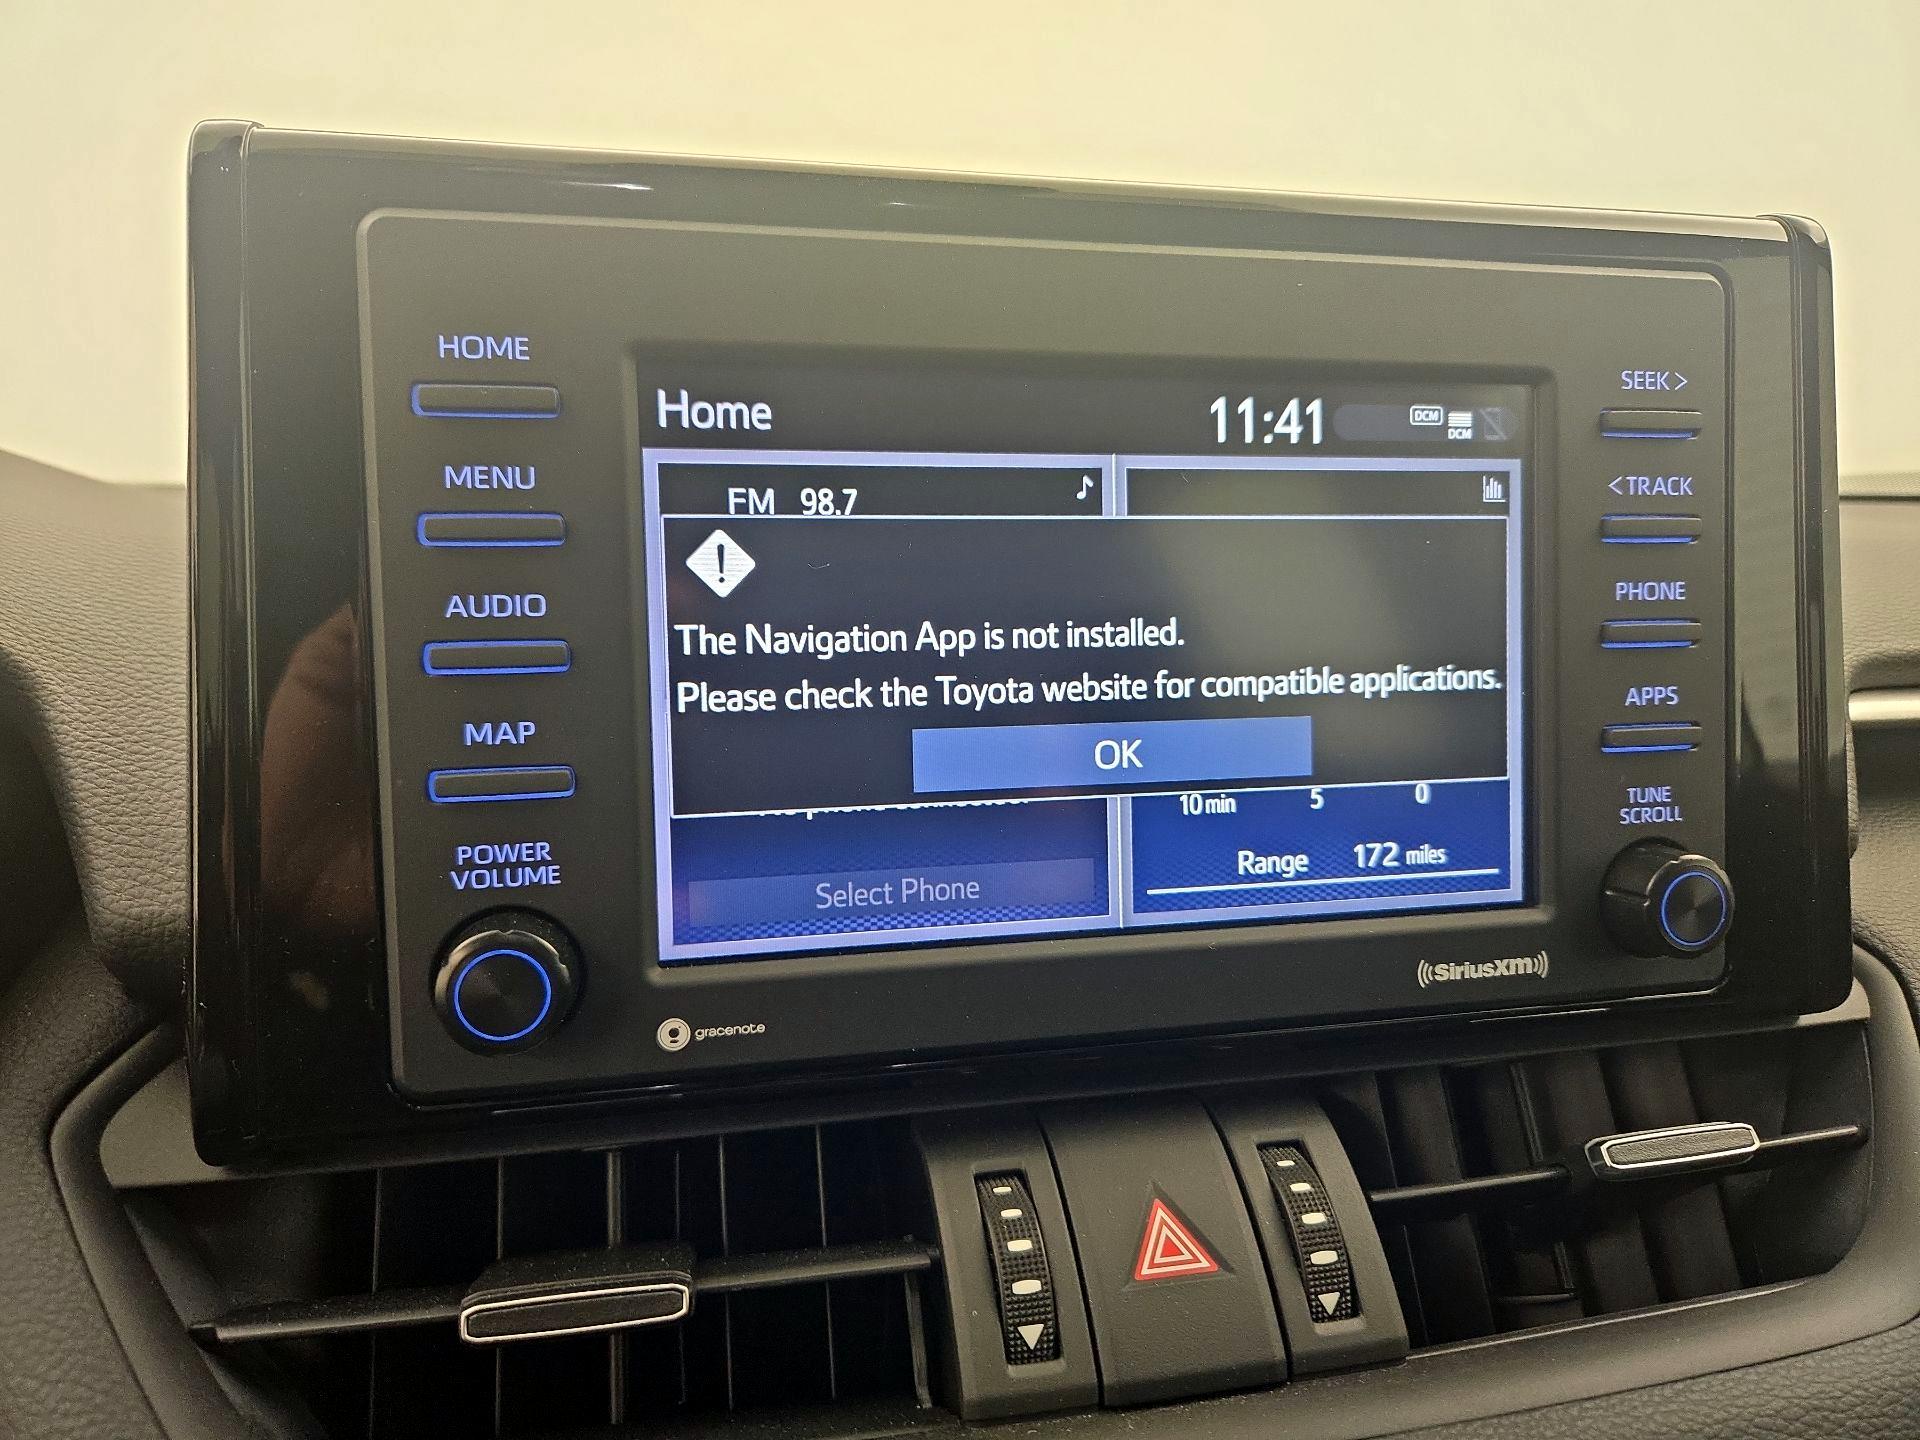 HOME
MENU
AUDIO
MAP
POWER
VOLUME
Home
11:41
DCM
DCM
FM 98.7
The Navigation App is not installed.
Please check the Toyota website for compatible applications.
OK
10 min 5 0
Range 172 miles
Select Phone
SEEK >
< TRACK
PHONE
APPS
TUNE
SCROLL
gracenote
SiriusXM